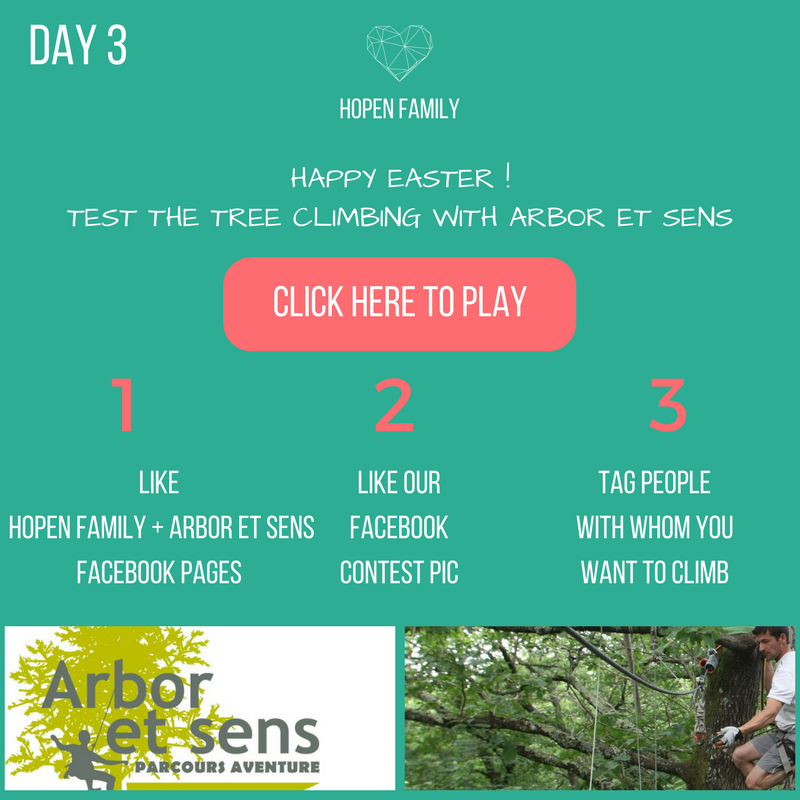 DAY 3
HOPEN FAMILY
HAPPY EASTER !
TEST THE TREE CLIMBING WITH ARBOR ET SENS
CLICK HERE TO PLAY
1
LIKE
HOPEN FAMILY + ARBOR ET SENS
FACEBOOK PAGES
2
LIKE OUR
FACEBOOK
CONTEST PIC
3
TAG PEOPLE
WITH WHOM YOU
WANT TO CLIMB
Arbor
et sens
PARCOURS AVENTURE